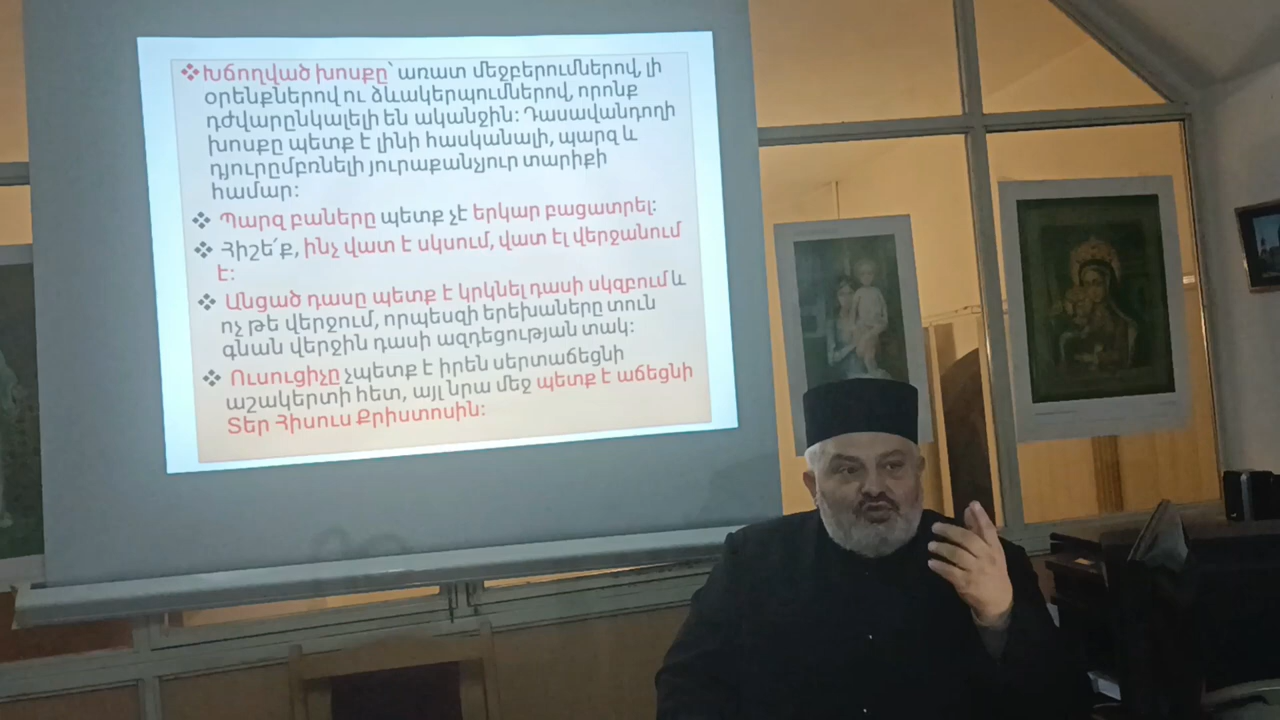 ❖ Խճողված խոսքը՝ առատ մեջբերումներով, լի
օրենքներով ու ձևակերպումներով, որոնք
դժվարընկալելի են ականջին: Դասավանդողի
խոսքը պետք է լինի հասկանալի, պարզ և
դյուրըմբռնելի յուրաքանչյուր տարիքի
համար:
❖ Պարզ բաները պետք չէ երկար բացատրել:
❖ Հիշե՛ք, ինչ վատ է սկսում, վատ էլ վերջանում
է:
❖ Անցած դասը պետք է կրկնել դասի սկզբում և
ոչ թե վերջում, որպեսզի երեխաները տուն
գնան վերջին դասի ազդեցության տակ:
❖ Ուսուցիչը չպետք է իրեն սերտաճեցնի
աշակերտի հետ, այլ նրա մեջ պետք է աճեցնի
Տեր Հիսուս Քրիստոսին: